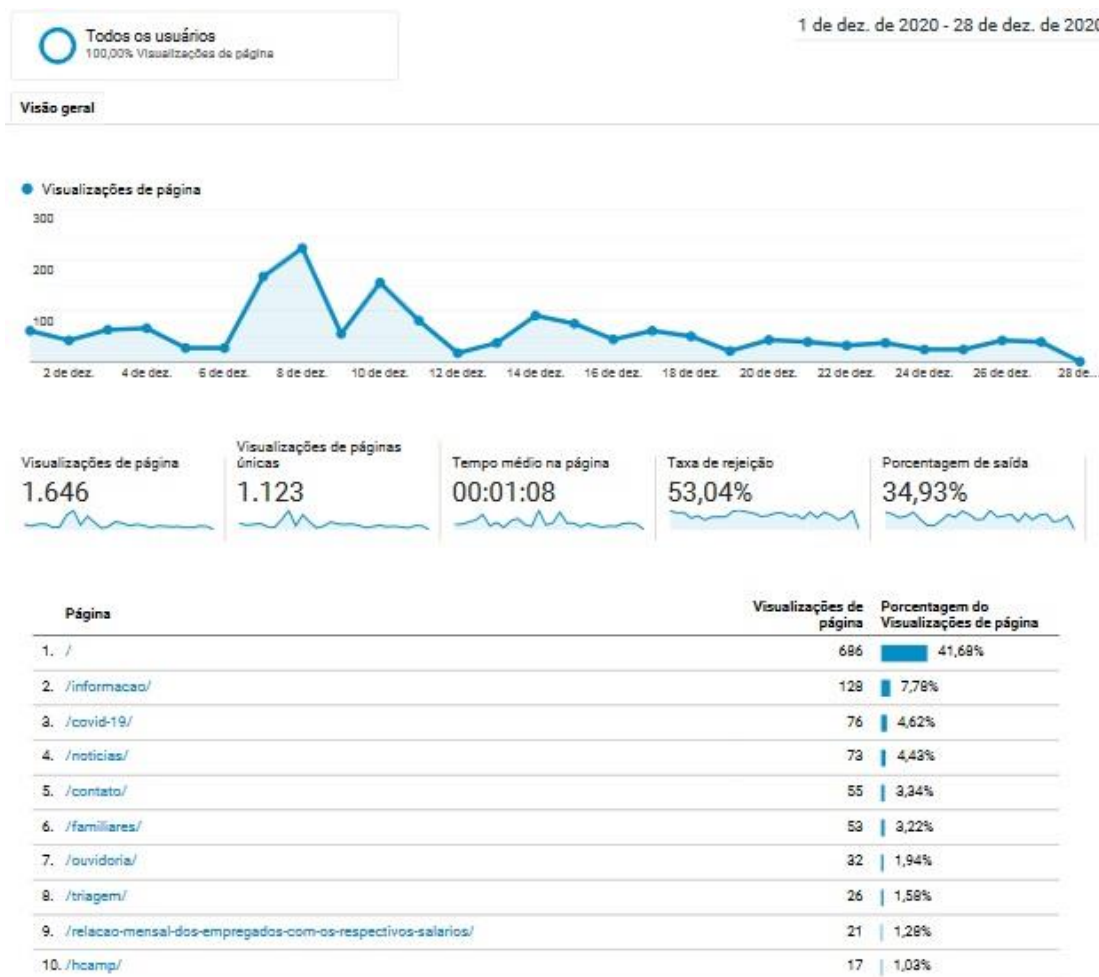 Todos os usuários
100,00% Visualizações de página
1 de dez. de 2020 - 28 de dez. de 2020
Visão geral
Visualizações de página
300
200
100
2 de dez. 4 de dez. 6 de dez. 8 de dez. 10 de dez. 12 de dez. 14 de dez. 16 de dez. 18 de dez. 20 de dez. 22 de dez. 24 de dez. 26 de dez. 28 de...
Visualizações de página
1.646
Visualizações de páginas
únicas
1.123
Tempo médio na página
00:01:08
Taxa de rejeição
53,04%
Porcentagem de saída
34,93%
Página Visualizações de página Porcentagem do Visualizações de página
1. / 686 41,68%
2. /informacao/ 128 7,78%
3. /covid-19/ 76 4,62%
4. /noticias/ 73 4,43%
5. /contato/ 55 3,34%
6. /familiares/ 53 3,22%
7. /ouvidoria/ 32 1,94%
8. /triagem/ 26 1,58%
9. /relacao-mensal-dos-empregados-com-os-respectivos-salarios/ 21 1,28%
10. /hcamp/ 17 1,03%